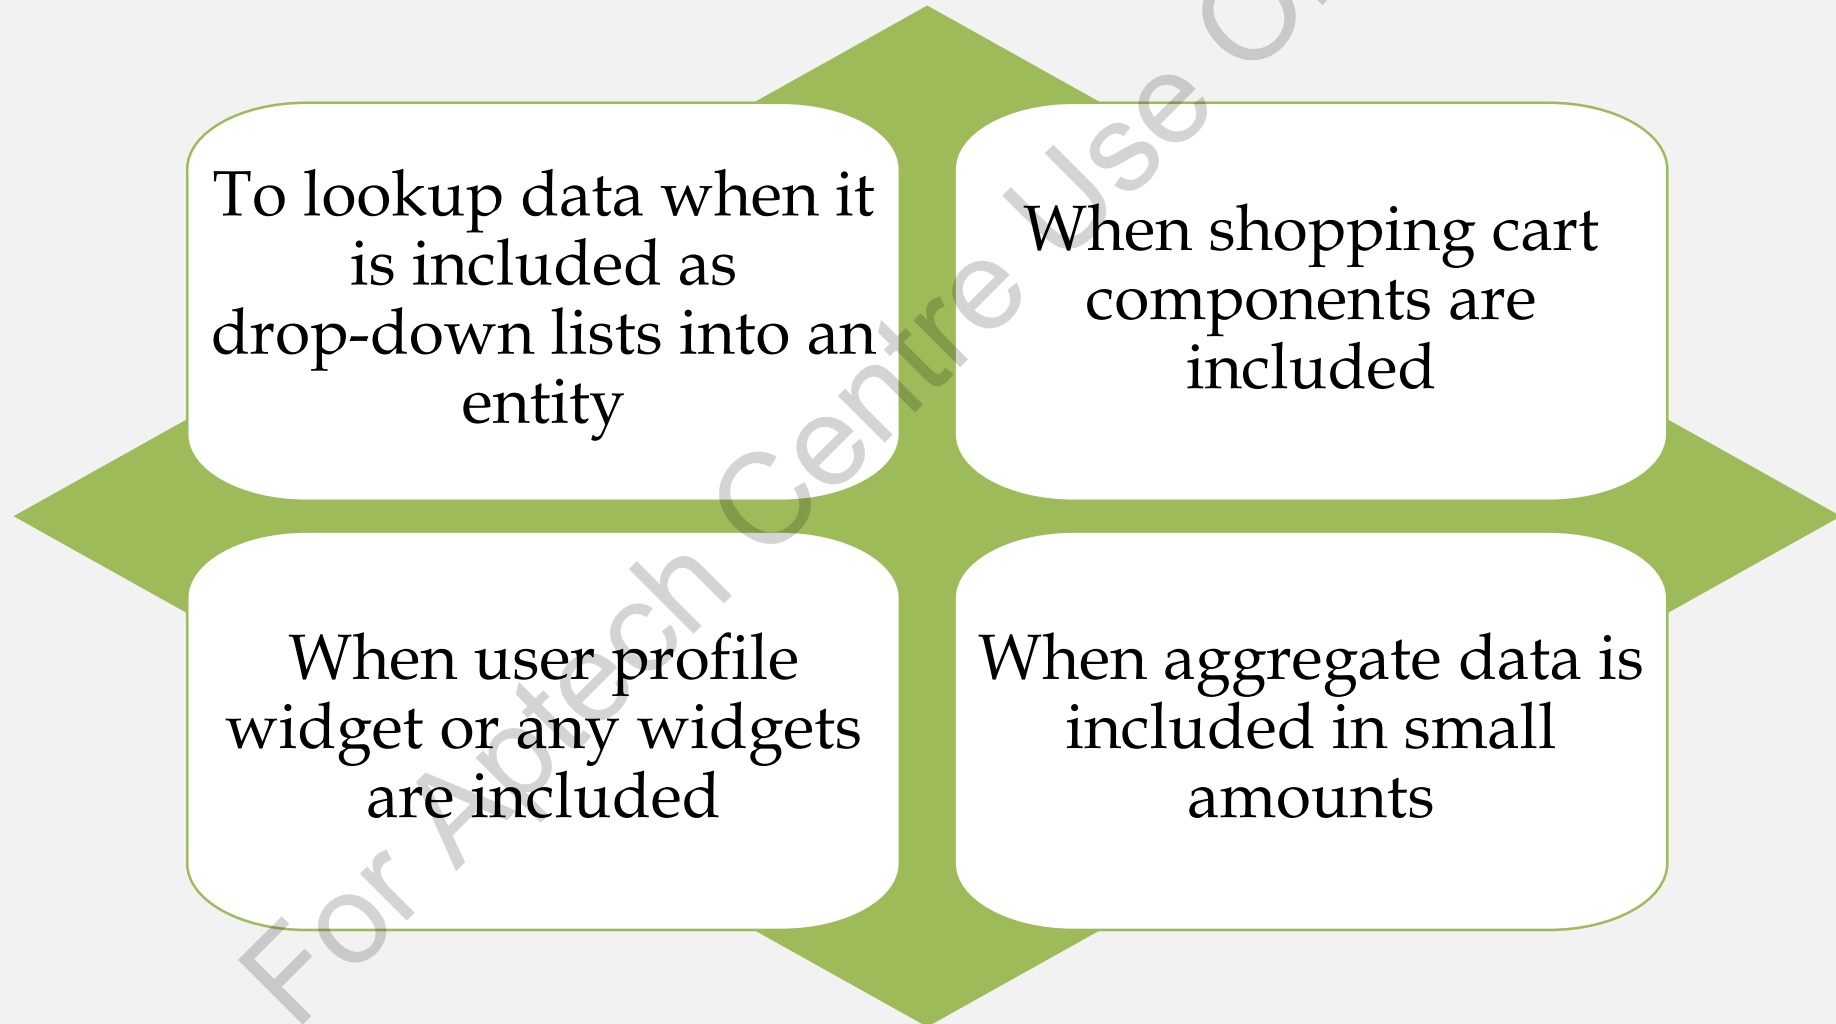 To lookup data when it
is included as
drop-down lists into an
entity
When shopping cart
components are
included
When user profile
widget or any widgets
are included
When aggregate data is
included in small
amounts
For Aptech Centre Use